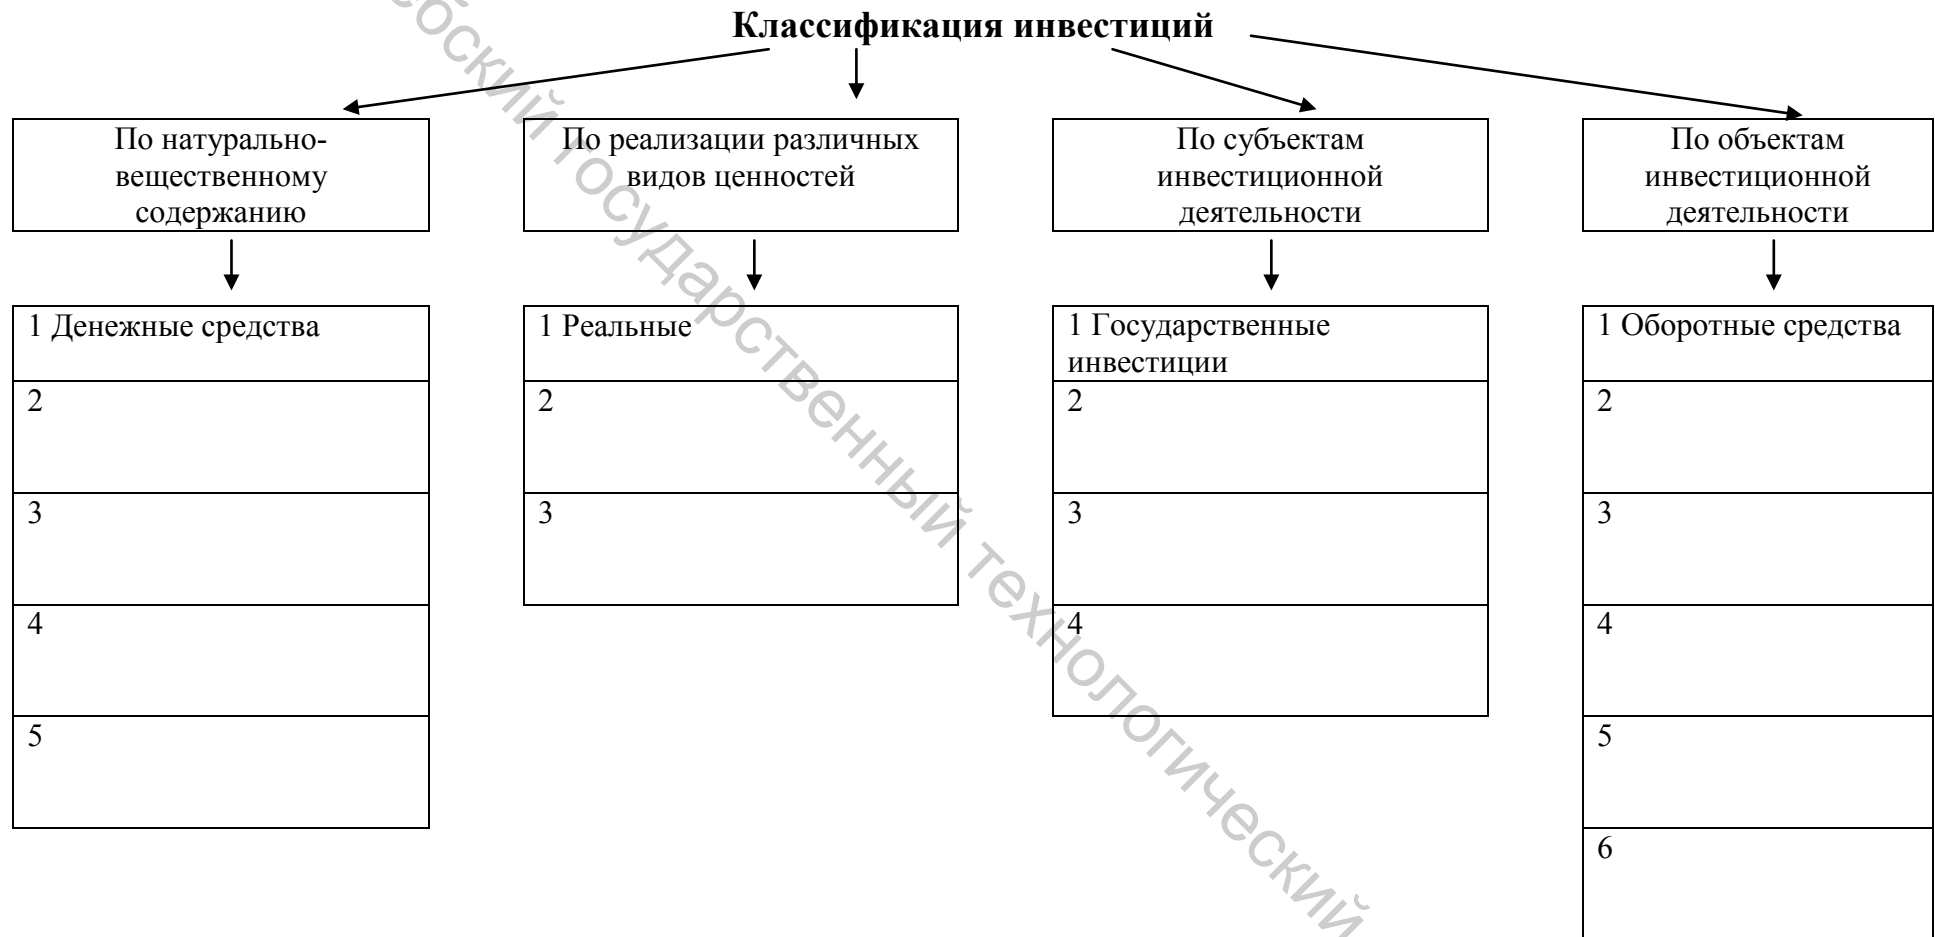 Классификация инвестиций
По натурально-
вещественному
содержанию
По реализации различных
видов ценностей
По субъектам
инвестиционной
деятельности
По объектам
инвестиционной
деятельности
1 Денежные средства
2
3
4
5
1 Реальные
2
3
1 Государственные
инвестиции
2
3
4
1 Оборотные средства
2
3
4
5
6
государственный технологический